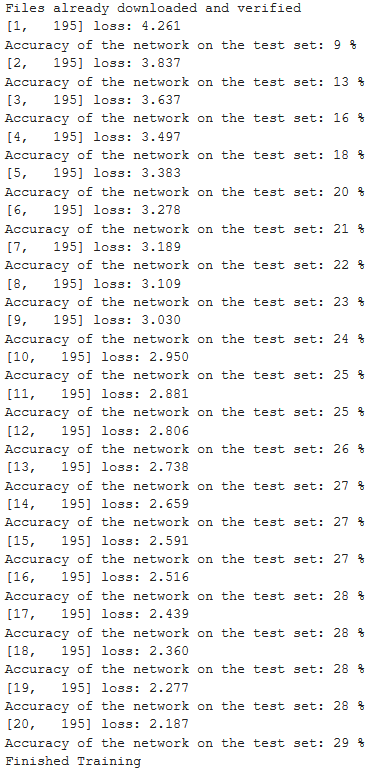 Files already downloaded and verified
[1,   195] loss: 4.261
Accuracy of the network on the test set: 9 %
[2,   195] loss: 3.837
Accuracy of the network on the test set: 13 %
[3,   195] loss: 3.637
Accuracy of the network on the test set: 16 %
[4,   195] loss: 3.497
Accuracy of the network on the test set: 18 %
[5,   195] loss: 3.383
Accuracy of the network on the test set: 20 %
[6,   195] loss: 3.278
Accuracy of the network on the test set: 21 %
[7,   195] loss: 3.189
Accuracy of the network on the test set: 22 %
[8,   195] loss: 3.109
Accuracy of the network on the test set: 23 %
[9,   195] loss: 3.030
Accuracy of the network on the test set: 24 %
[10,   195] loss: 2.950
Accuracy of the network on the test set: 25 %
[11,   195] loss: 2.881
Accuracy of the network on the test set: 25 %
[12,   195] loss: 2.806
Accuracy of the network on the test set: 26 %
[13,   195] loss: 2.738
Accuracy of the network on the test set: 27 %
[14,   195] loss: 2.659
Accuracy of the network on the test set: 27 %
[15,   195] loss: 2.591
Accuracy of the network on the test set: 27 %
[16,   195] loss: 2.516
Accuracy of the network on the test set: 28 %
[17,   195] loss: 2.439
Accuracy of the network on the test set: 28 %
[18,   195] loss: 2.360
Accuracy of the network on the test set: 28 %
[19,   195] loss: 2.277
Accuracy of the network on the test set: 28 %
[20,   195] loss: 2.187
Accuracy of the network on the test set: 29 %
Finished Training